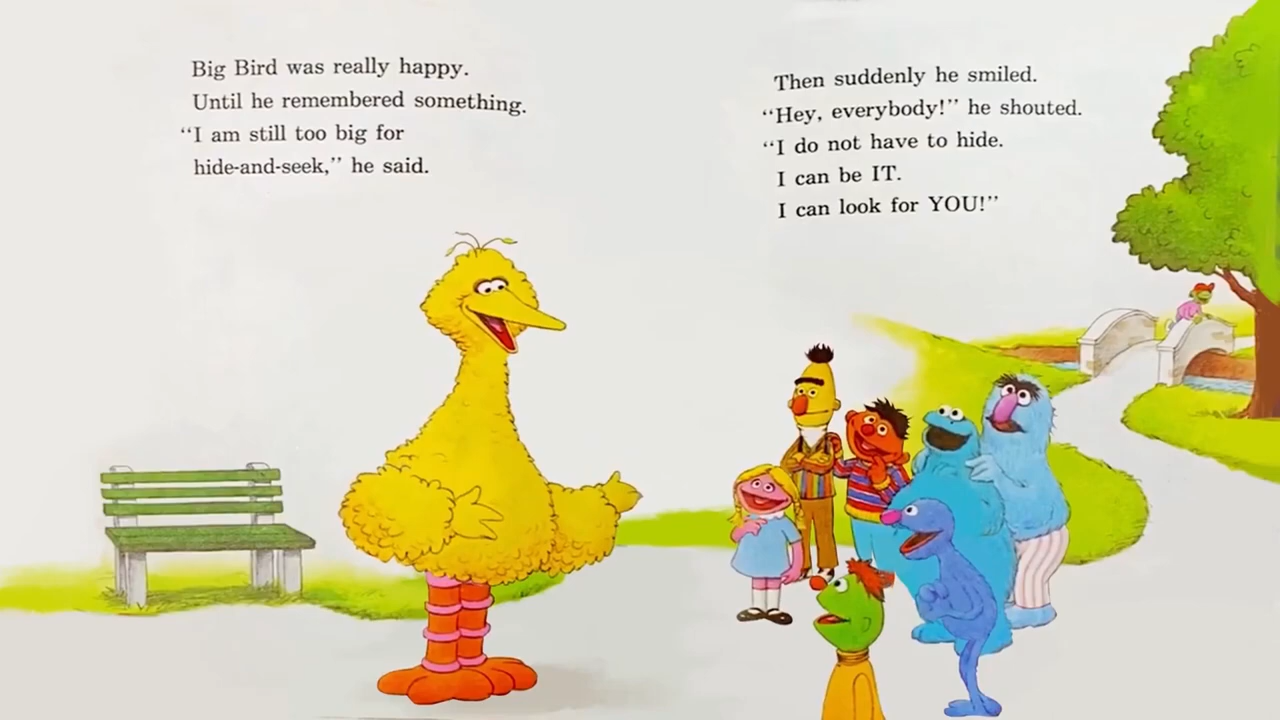 Big Bird was really happy.
Until he remembered something.
“I am still too big for
hide-and-seek,” he said.
Then suddenly he smiled.
“Hey, everybody!” he shouted.
“I do not have to hide.
I can be IT.
I can look for YOU!”